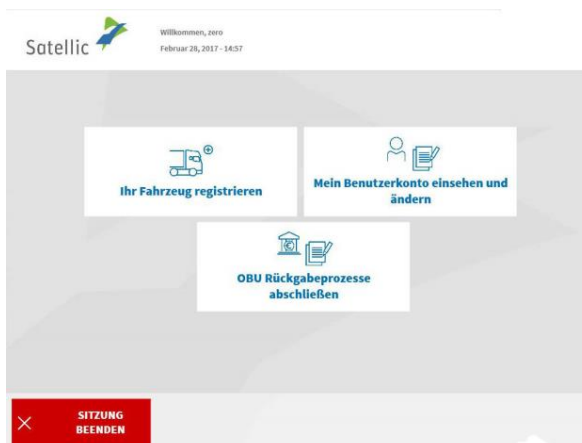 Satellic
Willkommen, zero
Februar 28, 2017 - 14:57
Ihr Fahrzeug registrieren
Mein Benutzerkonto einsehen und
ändern
OBU Rückgabeprozesse
abschließen
SITZUNG
BEENDEN